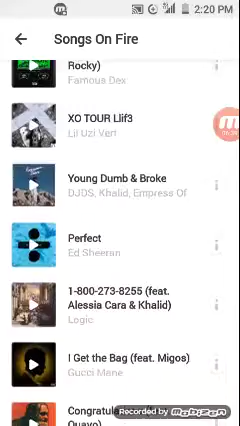 2:20 PM
Songs On Fire
Rocky)
Famous Dex
XO TOUR Llif3
Lil Uzi Vert
Young Dumb & Broke
DJDS, Khalid, Empress Of
Perfect
Ed Sheeran
1-800-273-8255 (feat.
Alessia Cara & Khalid)
Logic
I Get the Bag (feat. Migos)
Gucci Mane
Quavo)
Recorded by Mobizen